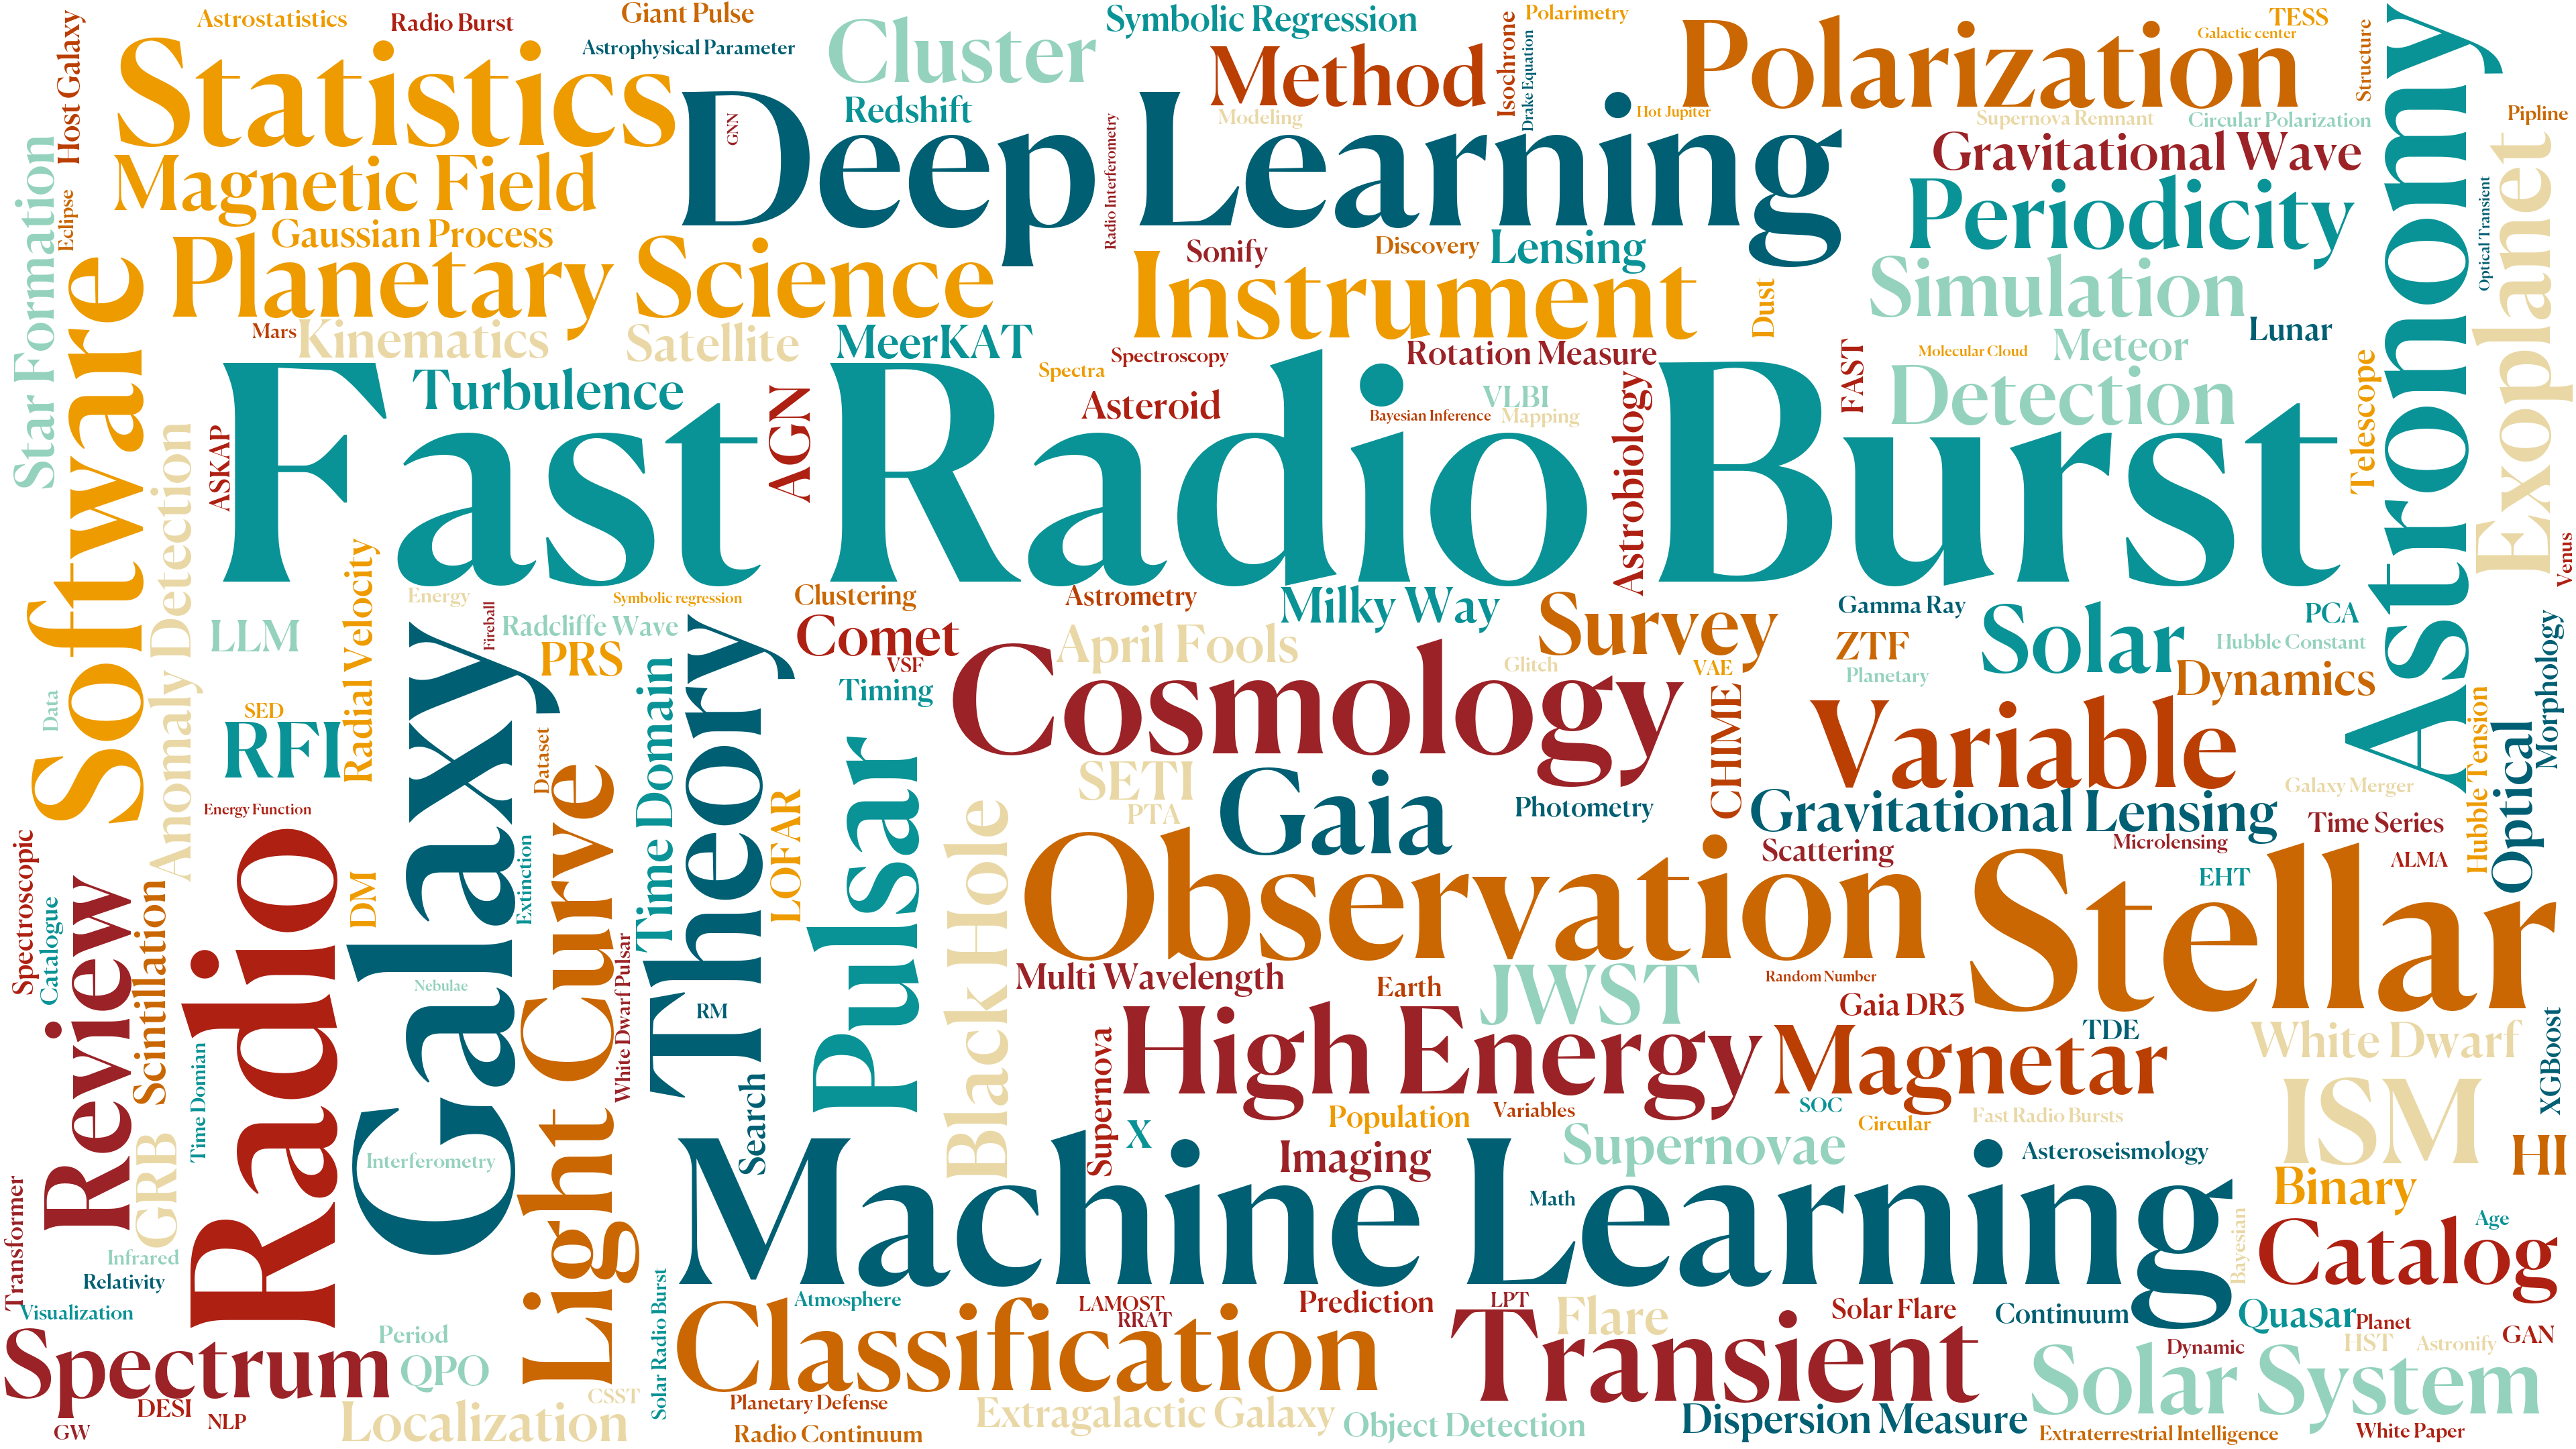 Astrostatistics
Radio Burst
Giant Pulse
Astrophysical Parameter
Cluster
Symbolic Regression
Method
Isochrone
Drake Equation
Polarimetry
Polarization
TESS
Galactic center
Structure
Host Galaxy
Statistics
Redshift
Deep Learning
GNN
Radio Interferometry
Modeling
Hot Jupiter
Supernova Remnant
Circular Polarization
Pipline
Astronomy
Exoplanet
Star Formation
Eclipse
Magnetic Field
Gravitational Wave
Periodicity
Optical Transient
Gaussian Process
Planetary Science
Sonify
Discovery
Lensing
Instrument
Dust
Simulation
Software
Mars
Kinematics
Satellite
MeerKAT
Spectra
Spectroscopy
Rotation Measure
Molecular Cloud
Meteor
Lunar
Turbulence
AGN
Asteroid
VLBI
Bayesian Inference
Mapping
Astrobiology
FAST
Detection
Telescope
ASKAP
Fast Radio Burst
Anomaly Detection
Venus
Energy
Symbolic regression
Clustering
Astrometry
Milky Way
Survey
Gamma Ray
Solar
PCA
LLM
Radial Velocity
Fireball
Radcliffe Wave
PRS
Comet
VSF
April Fools
Glitch
VAE
ZTF
Planetary
Hubble Constant
Dynamics
Morphology
Data
SED
RFI
Galaxy
Dataset
Time Domain
Theory
Timing
Cosmology
CHIME
Variable
Hubble Tension
Optical
Energy Function
SETI
PTA
Gaia
Photometry
Gravitational Lensing
Galaxy Merger
Time Series
Spectroscopic
Catalogue
Review
Scintillation
Radio
DM
Extinction
Light Curve
LOFAR
Pulsar
Black Hole
Observation
Scattering
Microlensing
EHT
ALMA
Stellar
Nebulae
White Dwarf Pulsar
RM
Multi Wavelength
Earth
JWST
Random Number
Gaia DR3
TDE
White Dwarf
XGBoost
Time Domian
Search
Supernova
High Energy
Magnetar
ISM
GRB
Interferometry
X
Population
Variables
SOC
Circular
Fast Radio Bursts
Imaging
Supernovae
Asteroseismology
HI
Transformer
Infrared
Relativity
Visualization
Machine Learning
Math
Bayesian
Binary
Age
Catalog
Solar Radio Burst
Atmosphere
LAMOST
RRAT
Prediction
LPT
Flare
Solar Flare
Continuum
Quasar
Planet
Spectrum
Period
QPO
Classification
Transient
Dynamic
HST
Astronify
GAN
DESI
GW
NLP
Localization
CSST
Planetary Defense
Radio Continuum
Extragalactic Galaxy
Object Detection
Dispersion Measure
Solar System
Extraterrestrial Intelligence
White Paper